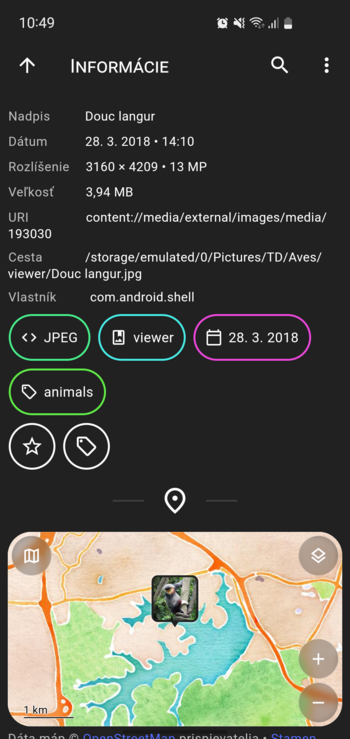 10:49
INFORMÁCIE
Nadpis Douc langur
Dátum 28. 3. 2018 • 14:10
Rozlíšenie 3160 × 4209 • 13 MP
Veľkosť 3,94 MB
URI content://media/external/images/media/
193030
Cesta /storage/emulated/0/Pictures/TD/Aves/
viewer/Douc langur.jpg
Vlastník com.android.shell
JPEG viewer 28. 3. 2018
animals
1 km
Dáta máp © OpenStreetMap prispievatelia • Stamen